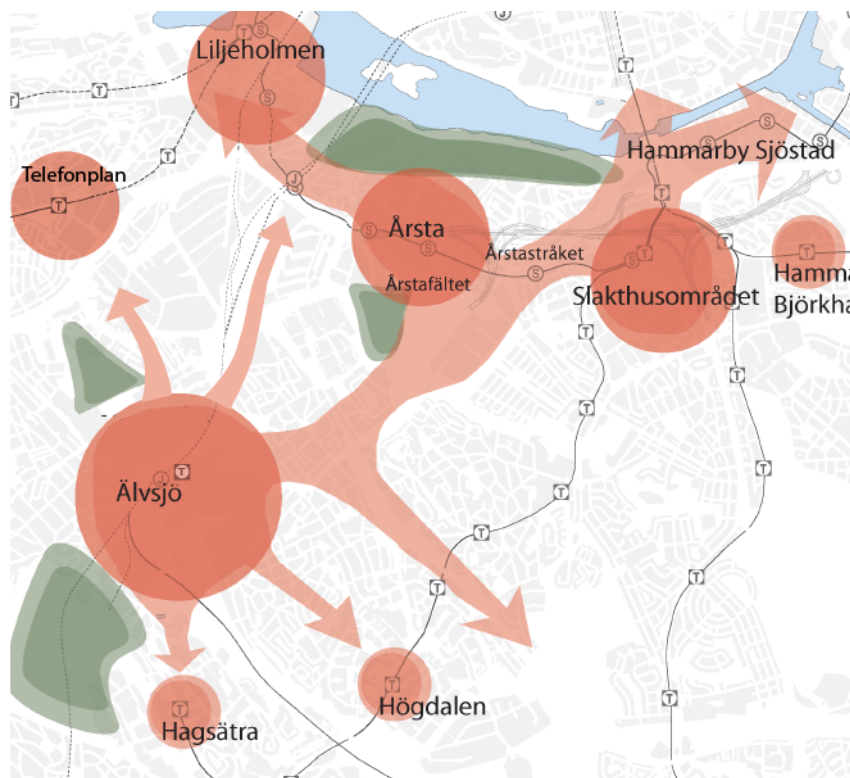 Liljeholmen
Hammarby Sjöstad
Telefonplan
Årsta
Årstastråket
Årstafältet
Slakthusområdet
Hamma
Björkha
Älvsjö
Högdalen
Hagsätra